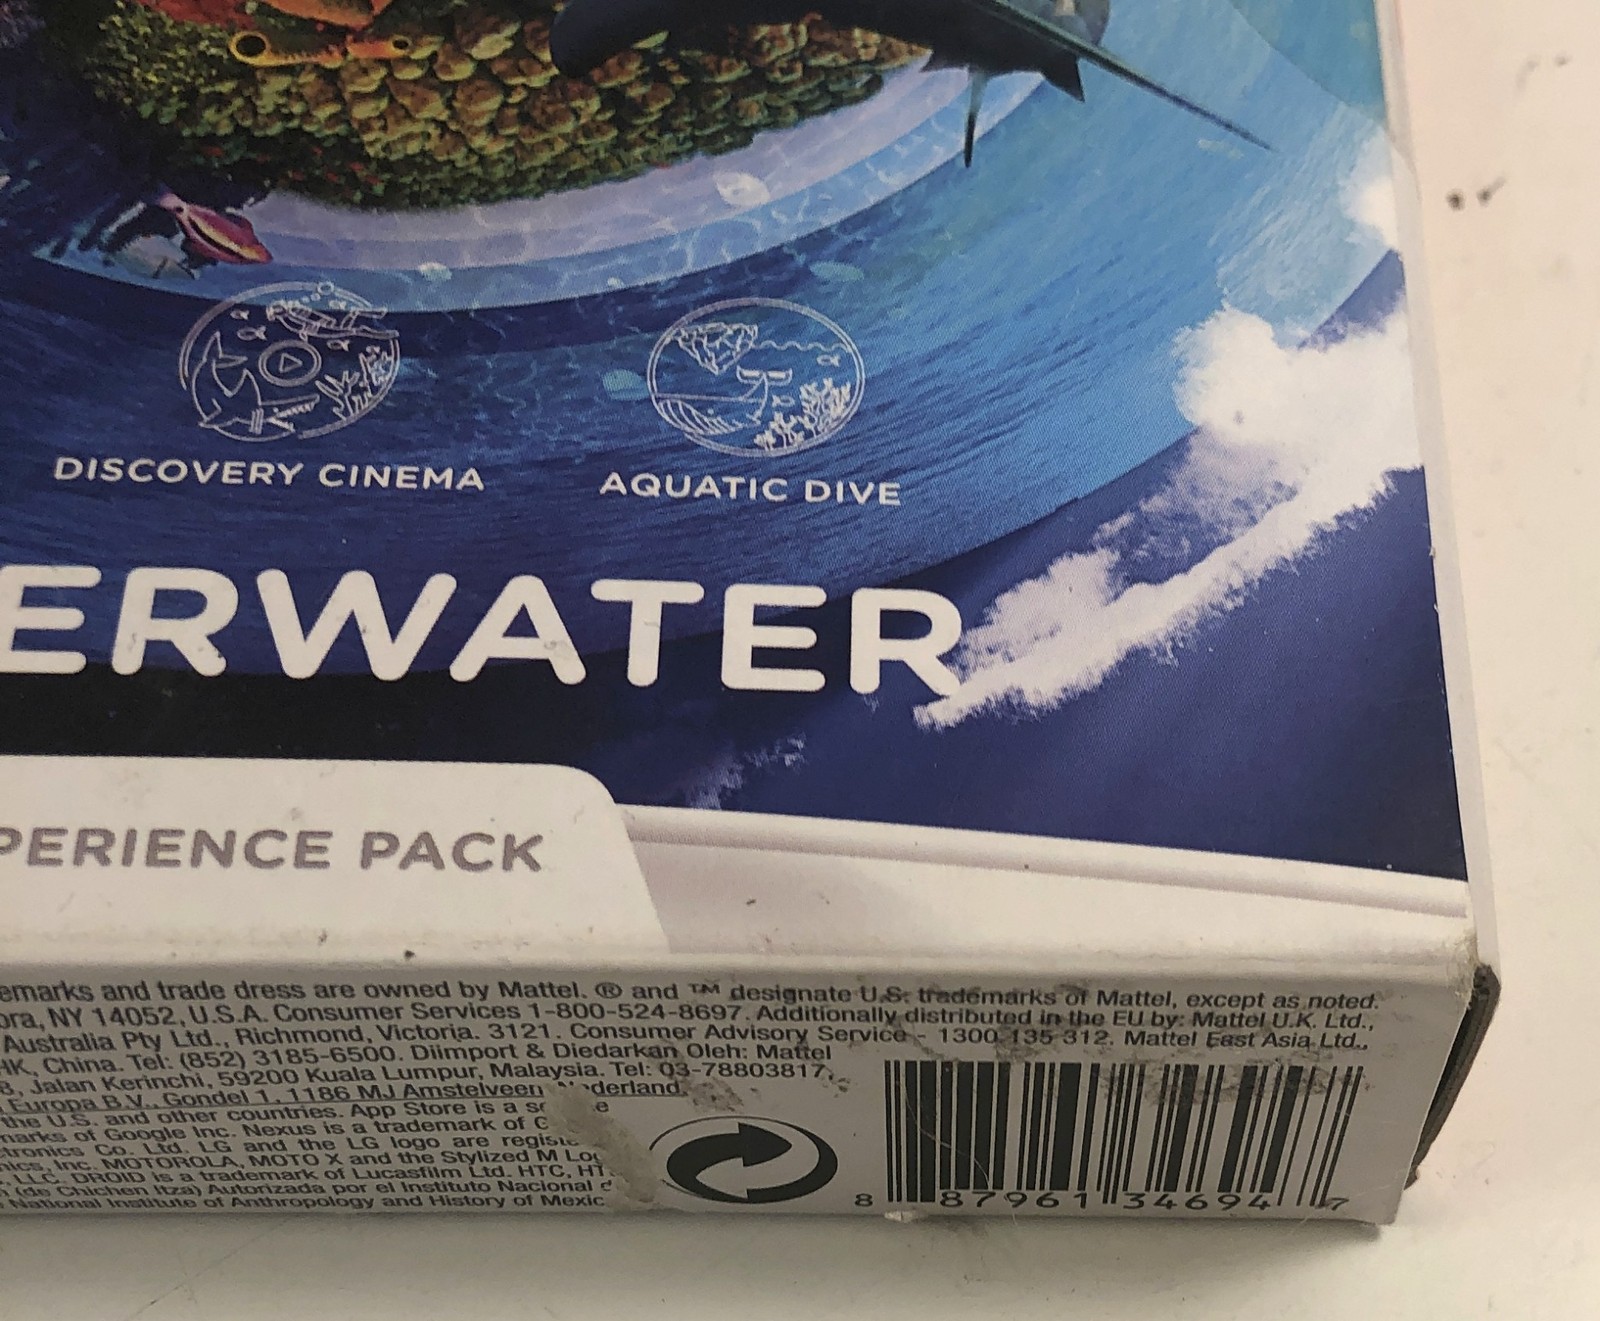 DISCOVERY CINEMA
AQUATIC DIVE
ERWATER
PERIENCE PACK
emarks and trade dress are owned by Mattel. ® and ™ designate U.S. trademarks of Mattel, except as noted.
ora, NY 14052, U.S.A. Consumer Services 1-800-524-8697. Additionally distributed in the EU by: Mattel U.K. Ltd.,
Australia Pty Ltd., Richmond, Victoria. 3121. Consumer Advisory Service - 1300 135 312. Mattel East Asia Ltd.,
HK, China. Tel: (852) 3185-6500. Diimport & Diedarkan Oleh: Mattel
8, Jalan Kerinchi, 59200 Kuala Lumpur, Malaysia. Tel: 03-78803817.
Europa B.V., Gondel 1, 1186 MJ Amstelveen, Nederland.
the U.S. and other countries. App Store is a se
marks of Google Inc. Nexus is a trademark of G
ctronics Co. Ltd. LG and the LG logo are registe
nics, Inc. MOTOROLA, MOTO X and the Stylized M Log
, LLC. DROID is a trademark of Lucasfilm Ltd. HTC, HT
(de Chichen Itza) Autorizada por el Instituto Nacional d
National Institute of Anthropology and History of Mexic
8 87961 34694 7